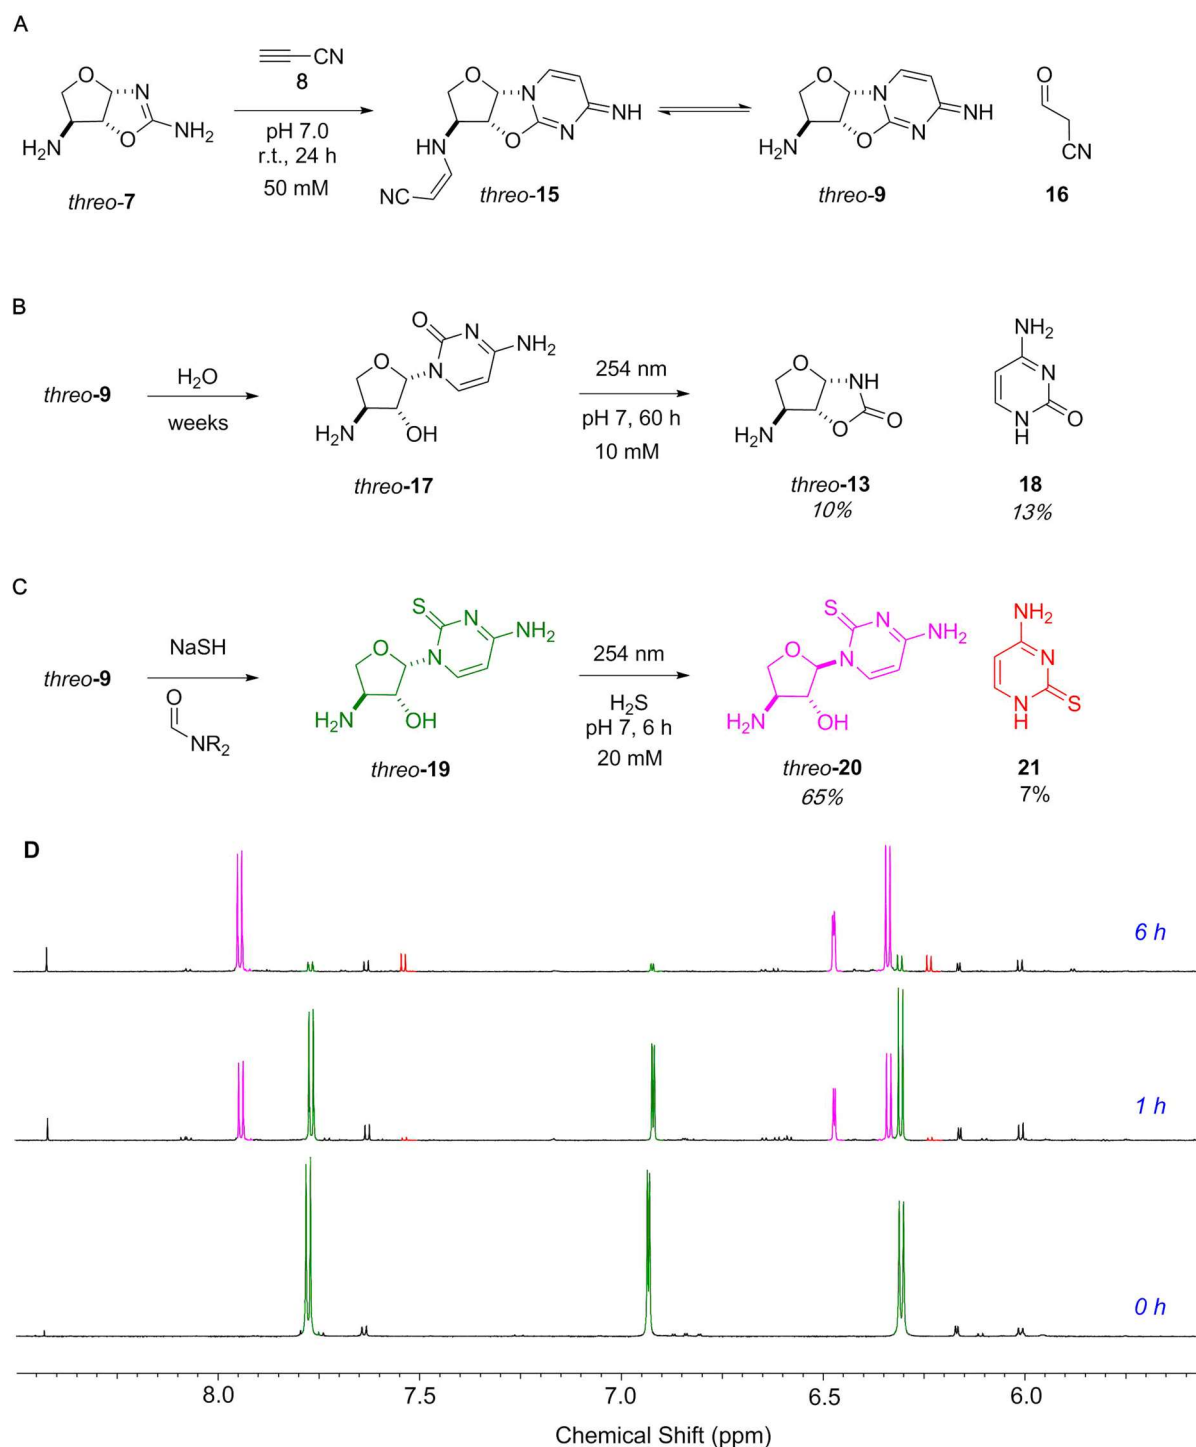 A
O
N
NH2
O
H2N
threo-7
CN
8
pH 7.0
r.t., 24 h
50 mM
O
N
NH
N
O
HN
NC
threo-15
O
N
NH
N
O
H2N
threo-9
O
CN
16
B
threo-9
H2O
weeks
O
N
NH2
O
N
H2N
OH
threo-17
254 nm
pH 7, 60 h
10 mM
O
NH
O
O
H2N
threo-13
10%
NH2
N
N
H
O
18
13%
C
threo-9
NaSH
O
NR2
S
N
NH2
O
N
H2N
OH
threo-19
254 nm
H2S
pH 7, 6 h
20 mM
S
N
NH2
O
N
H2N
OH
threo-20
65%
NH2
N
N
H
S
21
7%
D
6 h
1 h
0 h
8.0 7.5 7.0 6.5 6.0
Chemical Shift (ppm)